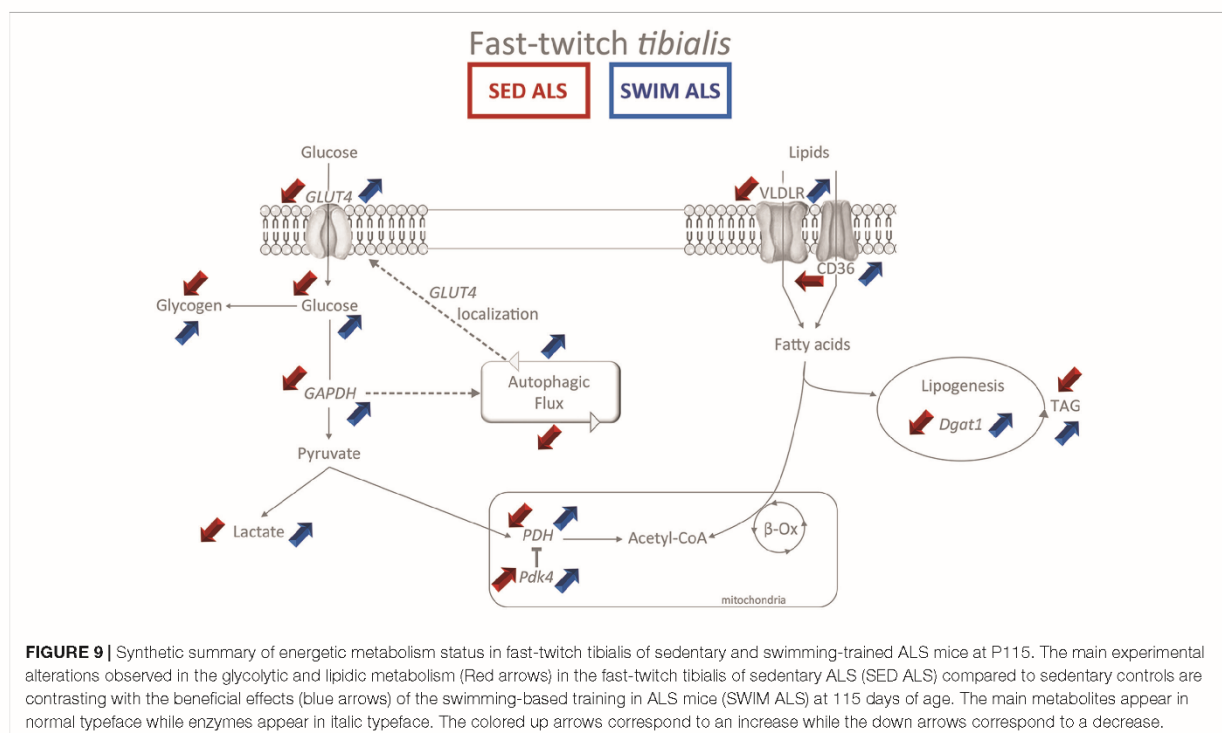 Fast-twitch tibialis
SED ALS
SWIM ALS
Glucose
Lipids
GLUT4
VLDLR
CD36
Glycogen
Glucose
GLUT4
localization
Fatty acids
GAPDH
Autophagic
Flux
Lipogenesis
Dgat1
TAG
Pyruvate
Lactate
PDH
Acetyl-CoA
β-Ox
Pdk4
mitochondria
FIGURE 9 | Synthetic summary of energetic metabolism status in fast-twitch tibialis of sedentary and swimming-trained ALS mice at P115. The main experimental
alterations observed in the glycolytic and lipidic metabolism (Red arrows) in the fast-twitch tibialis of sedentary ALS (SED ALS) compared to sedentary controls are
contrasting with the beneficial effects (blue arrows) of the swimming-based training in ALS mice (SWIM ALS) at 115 days of age. The main metabolites appear in
normal typeface while enzymes appear in italic typeface. The colored up arrows correspond to an increase while the down arrows correspond to a decrease.